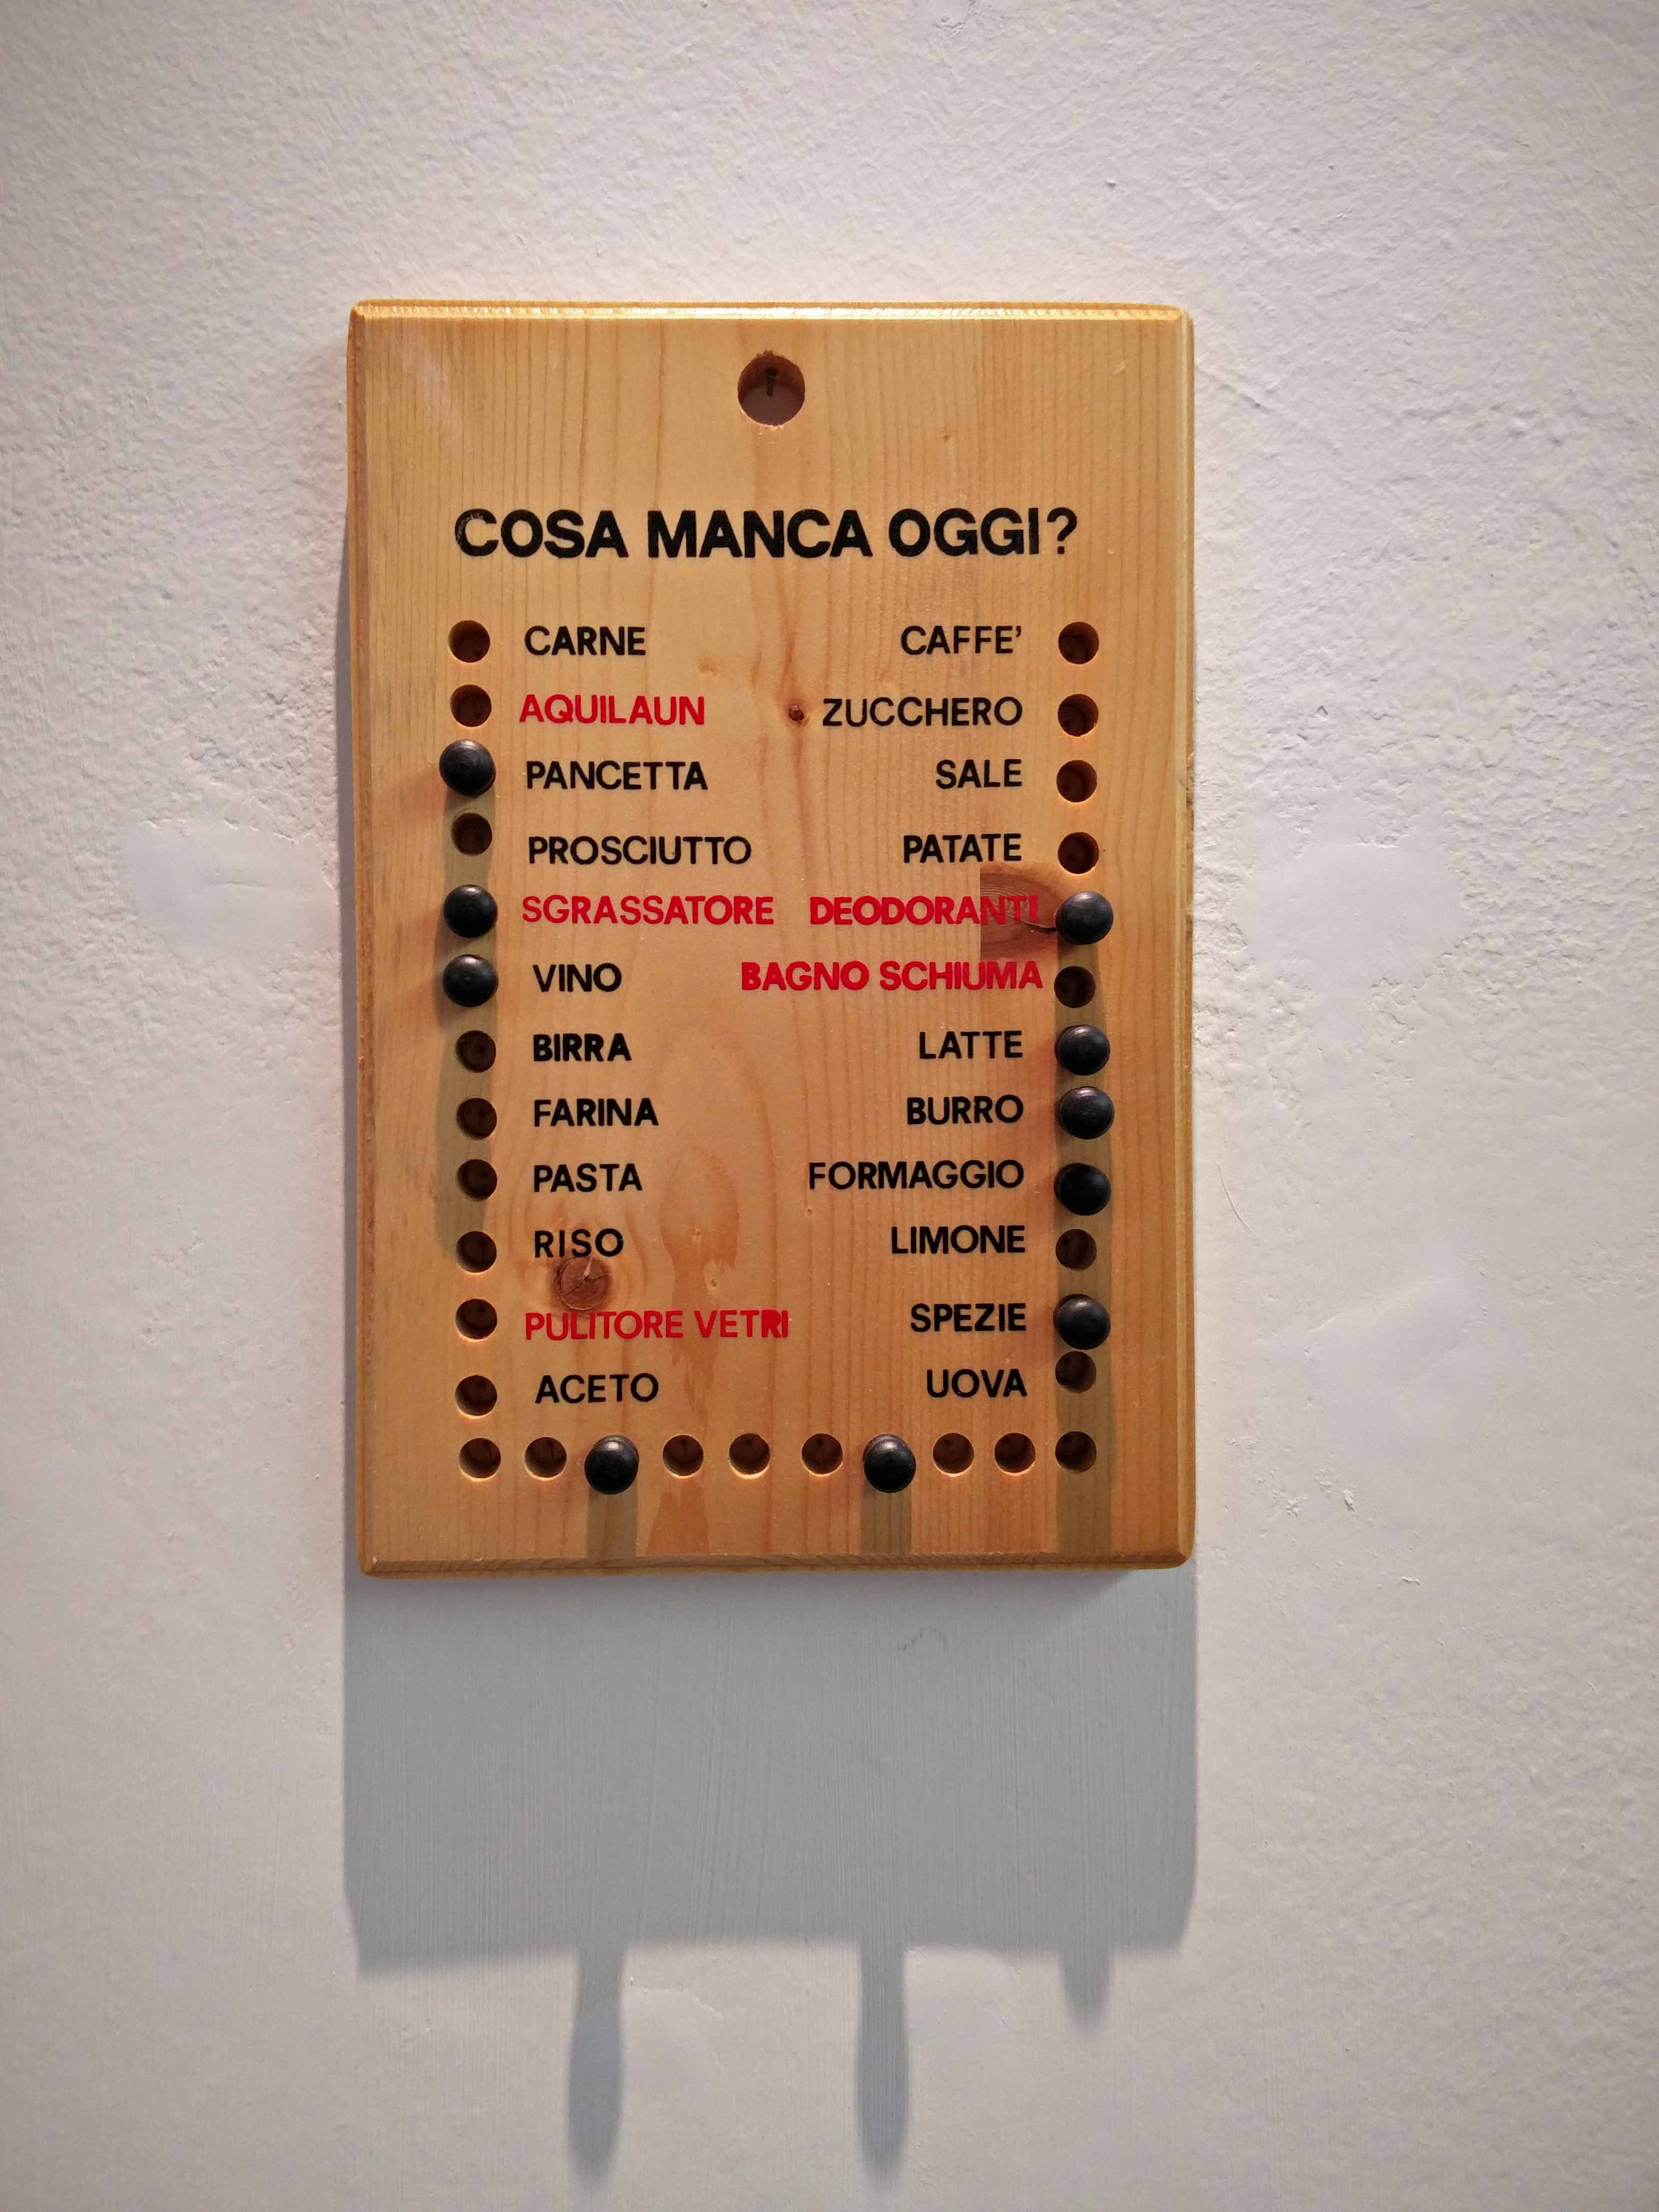 COSA MANCA OGGI?
CARNE CAFFE'
AQUILAUN ZUCCHERO
PANCETTA SALE
PROSCIUTTO PATATE
SGRASSATORE DEODORANTI
VINO BAGNO SCHIUMA
BIRRA LATTE
FARINA BURRO
PASTA FORMAGGIO
RISO LIMONE
PULITORE VETRI SPEZIE
ACETO UOVA